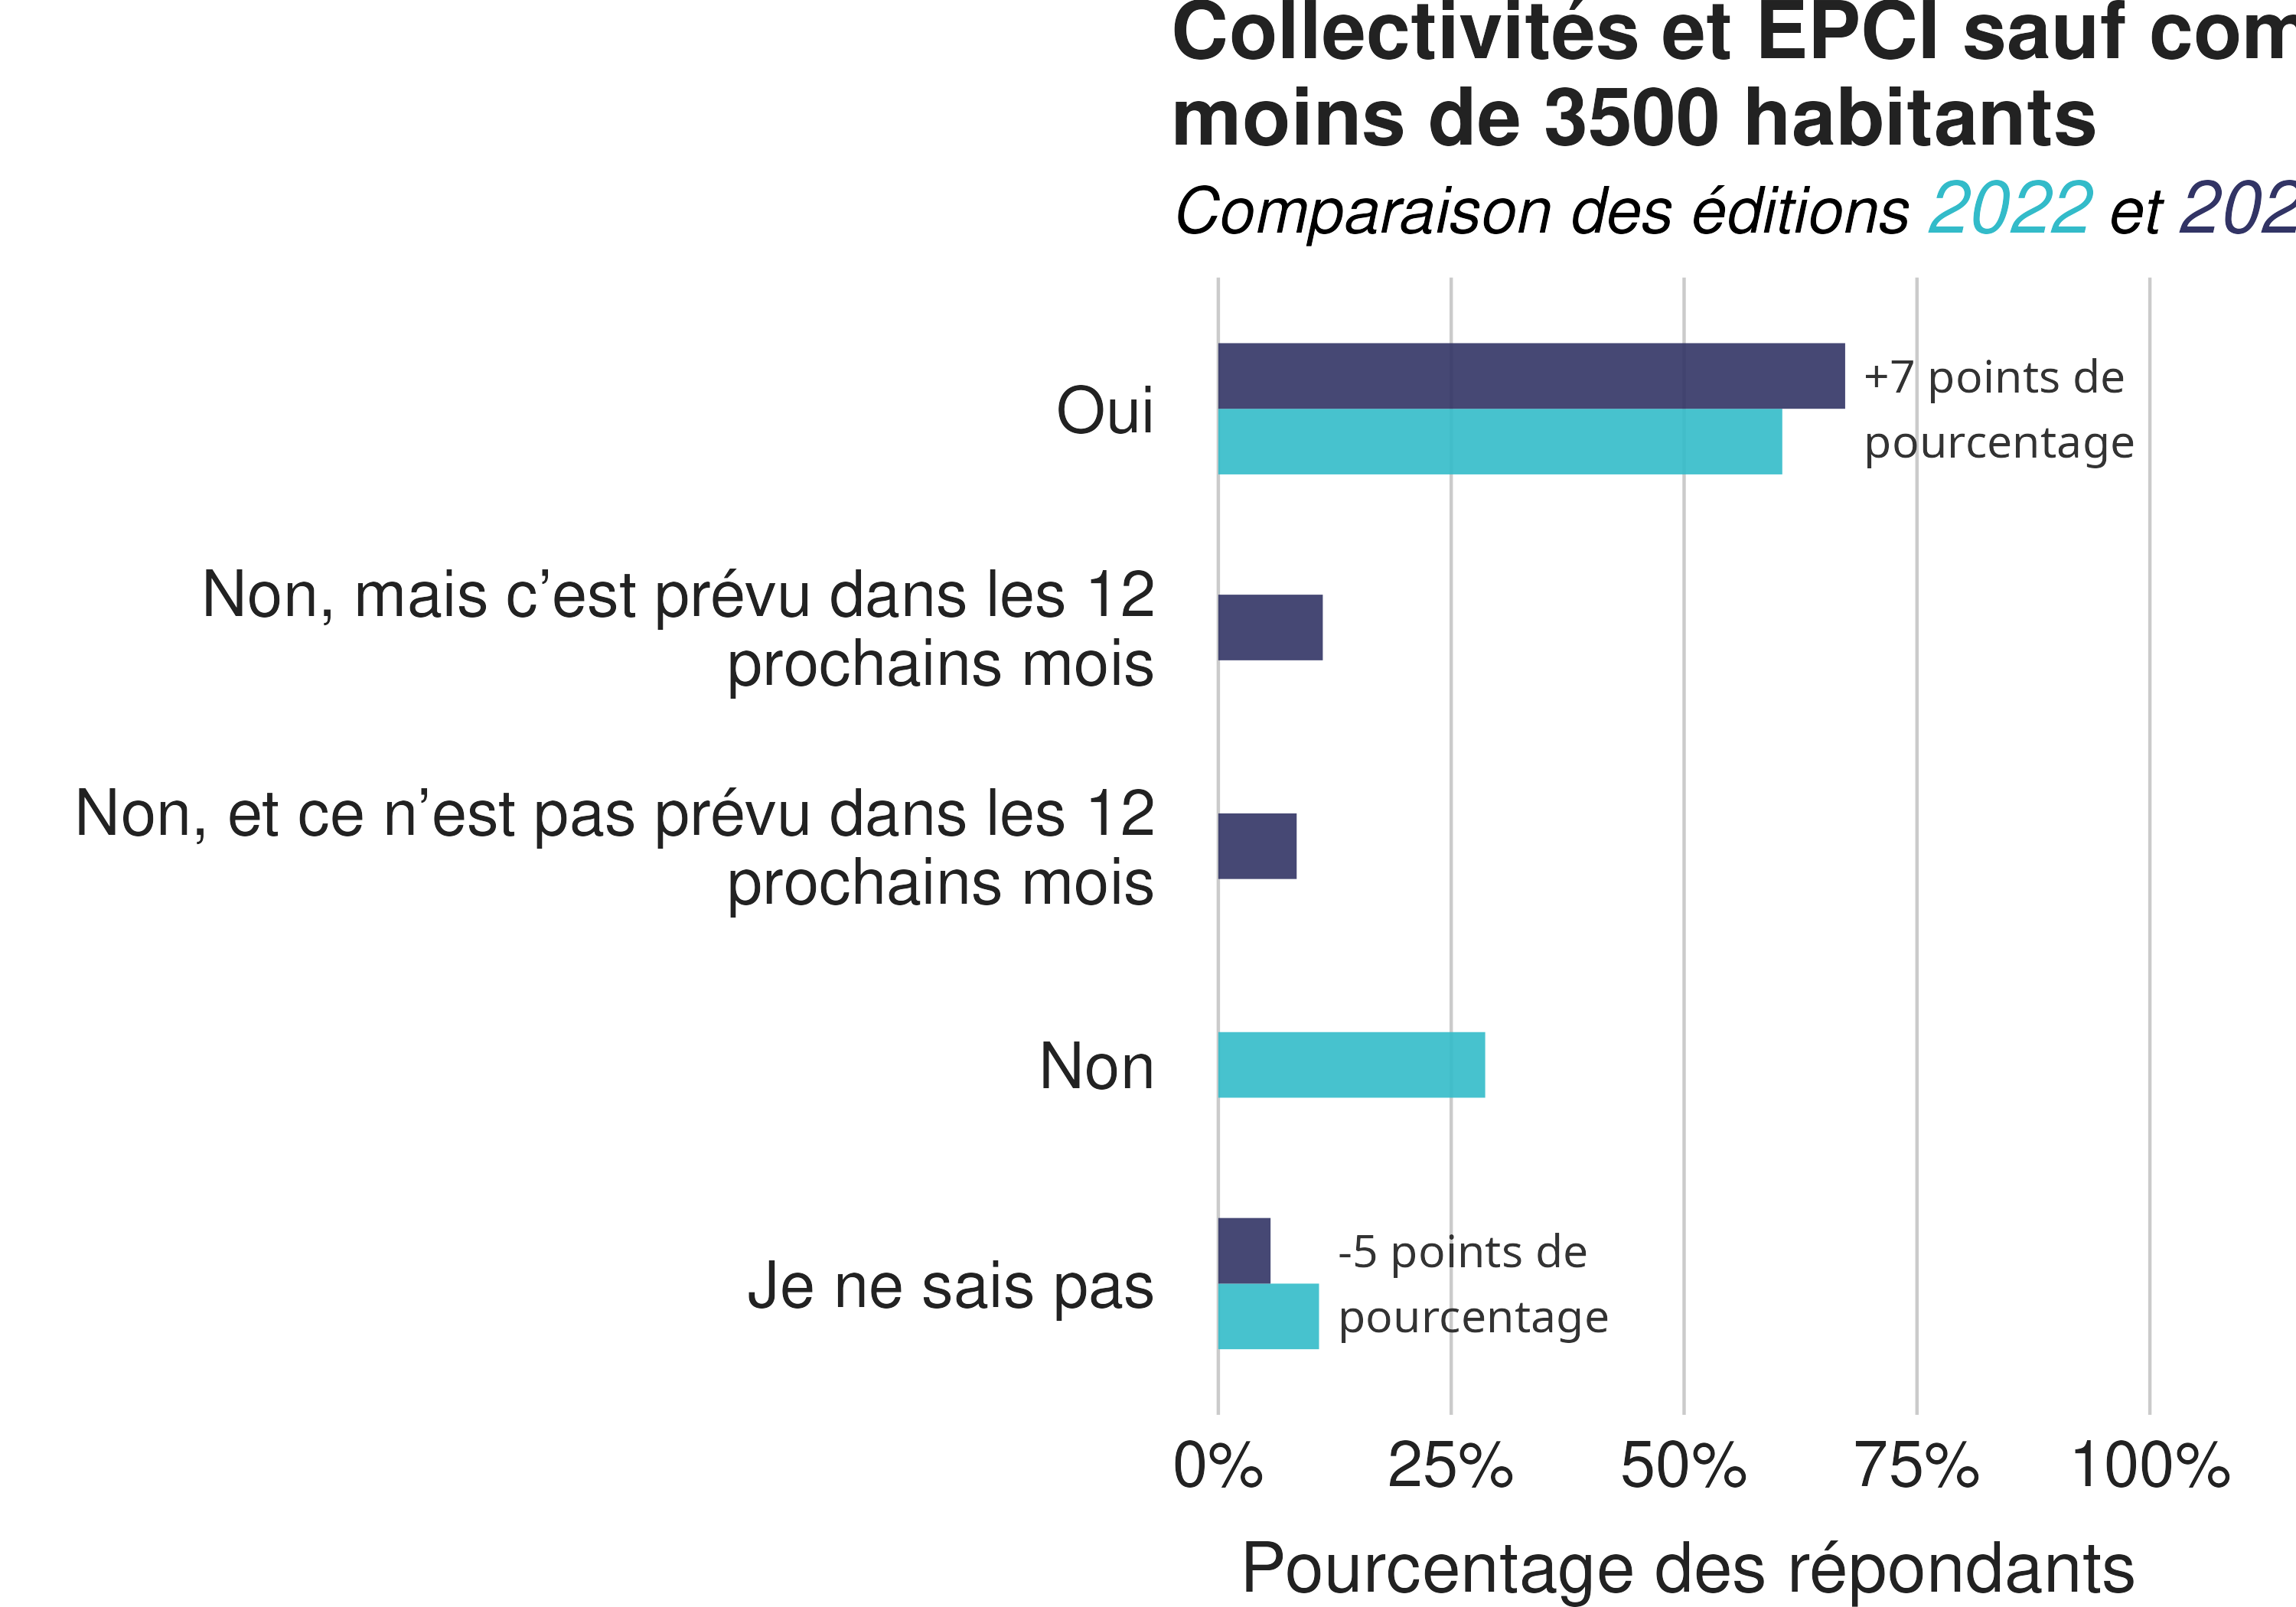 Collectivités et EPCI sauf
moins de 3500 habitants
Comparaison des éditions 2022 et
Oui
+7 points de
pourcentage
Non, mais c’est prévu dans les 12
prochains mois
Non, et ce n’est pas prévu dans les 12
prochains mois
Non
Je ne sais pas
-5 points de
pourcentage
0% 25% 50% 75% 100%
Pourcentage des répondants